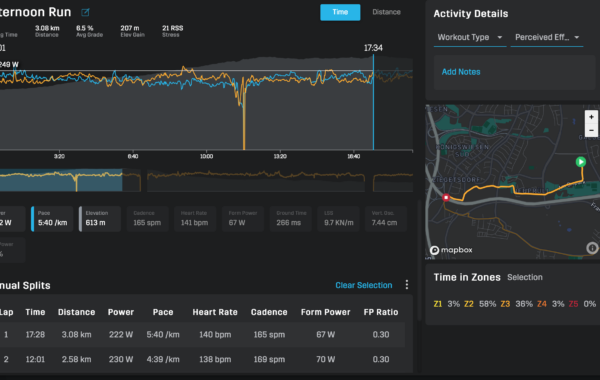 ternoon Run
Time
Distance
Activity Details
g Time
3.08 km
Distance
6.5 %
Avg Grade
207 m
Elev Gain
21 RSS
Stress
Workout Type
Perceived Eff...
01
17:34
249 W
Add Notes
3:20
6:40
10:00
13:20
16:40
+
−
mapbox
2 W
Pace
5:40 /km
Elevation
613 m
Cadence
165 spm
Heart Rate
141 bpm
Form Power
67 W
Ground Time
266 ms
LSS
9.7 KN/m
7.44 cm
Power
%
nual Splits
Clear Selection
Time in Zones
Selection
Z1 3% Z2 58% Z3 36% Z4 3% Z5 0%
Lap Time Distance Power Pace Heart Rate Cadence Form Power FP Ratio
1 17:28 3.08 km 222 W 5:40 /km 140 bpm 165 spm 67 W 0.30
2 12:01 2.58 km 230 W 4:39 /km 138 bpm 169 spm 70 W 0.30